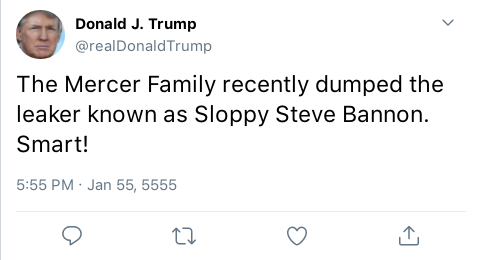 Donald J. Trump
@realDonaldTrump
The Mercer Family recently dumped the
leaker known as Sloppy Steve Bannon.
Smart!
5:55 PM · Jan 55, 5555